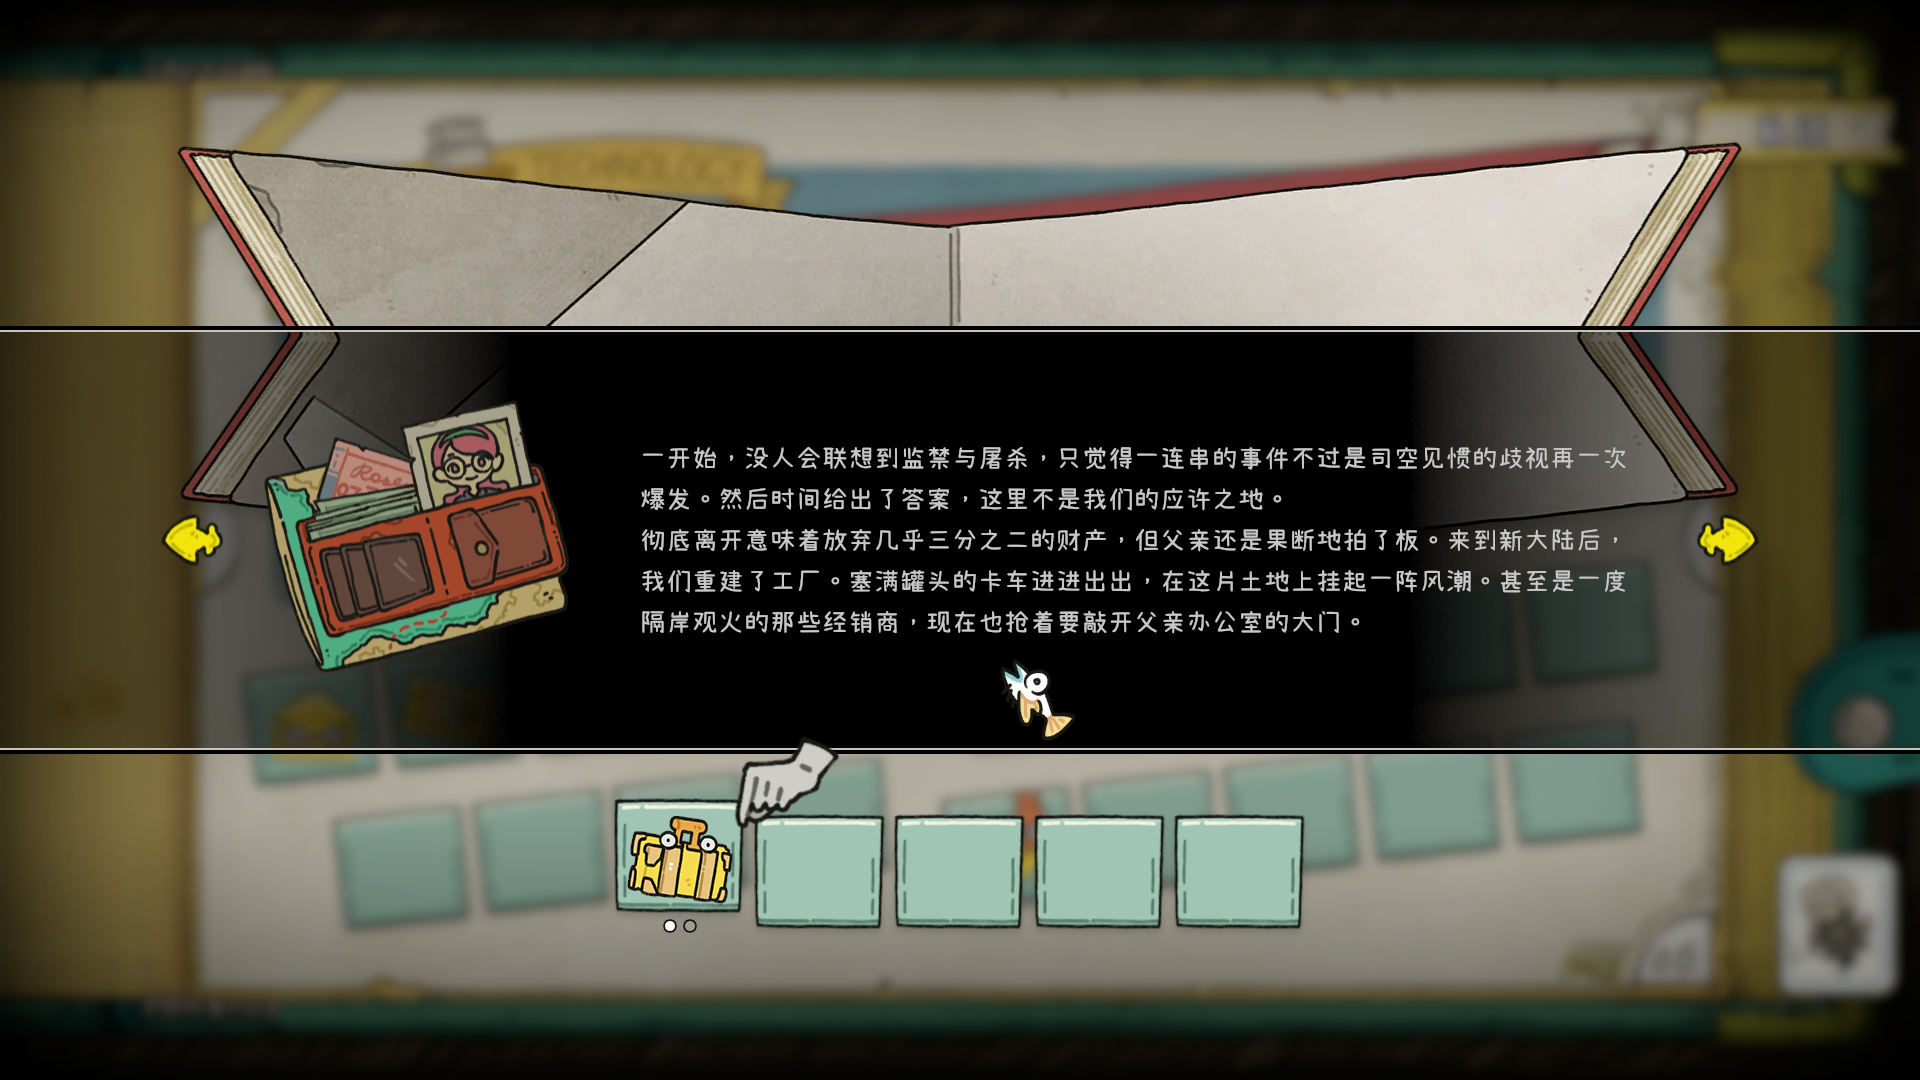 TECHNOLOGY
Rose
一开始，没人会联想到监禁与屠杀，只觉得一连串的事件不过是司空见惯的歧视再一次
爆发。然后时间给出了答案，这里不是我们的应许之地。
彻底离开意味着放弃几乎三分之二的财产，但父亲还是果断地拍了板。来到新大陆后，
我们重建了工厂。塞满罐头的卡车进进出出，在这片土地上挂起一阵风潮。甚至是一度
隔岸观火的那些经销商，现在也抢着要敲开父亲办公室的大门。